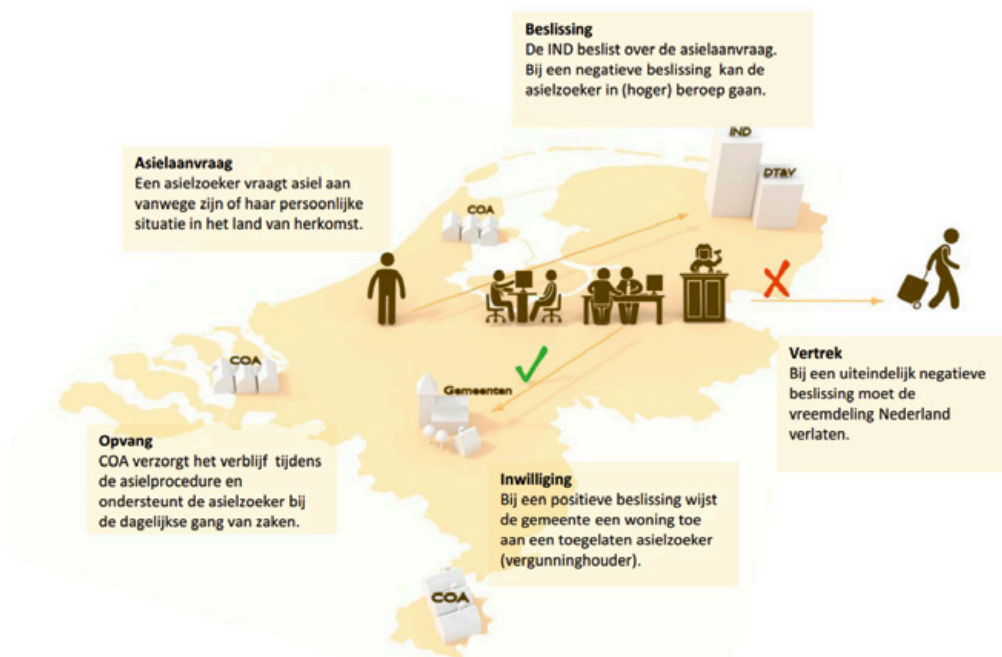 Beslissing
De IND beslist over de asielaanvraag.
Bij een negatieve beslissing kan de
asielzoeker in (hoger) beroep gaan.
IND
DT&V
Asielaanvraag
Een asielzoeker vraagt asiel aan
vanwege zijn of haar persoonlijke
situatie in het land van herkomst.
COA
COA
Gemeenten
Vertrek
Bij een uiteindelijk negatieve
beslissing moet de
vreemdeling Nederland
verlaten.
Opvang
COA verzorgt het verblijf tijdens
de asielprocedure en
ondersteunt de asielzoeker bij
de dagelijkse gang van zaken.
Inwilliging
Bij een positieve beslissing wijst
de gemeente een woning toe
aan een toegelaten asielzoeker
(vergunninghouder).
COA